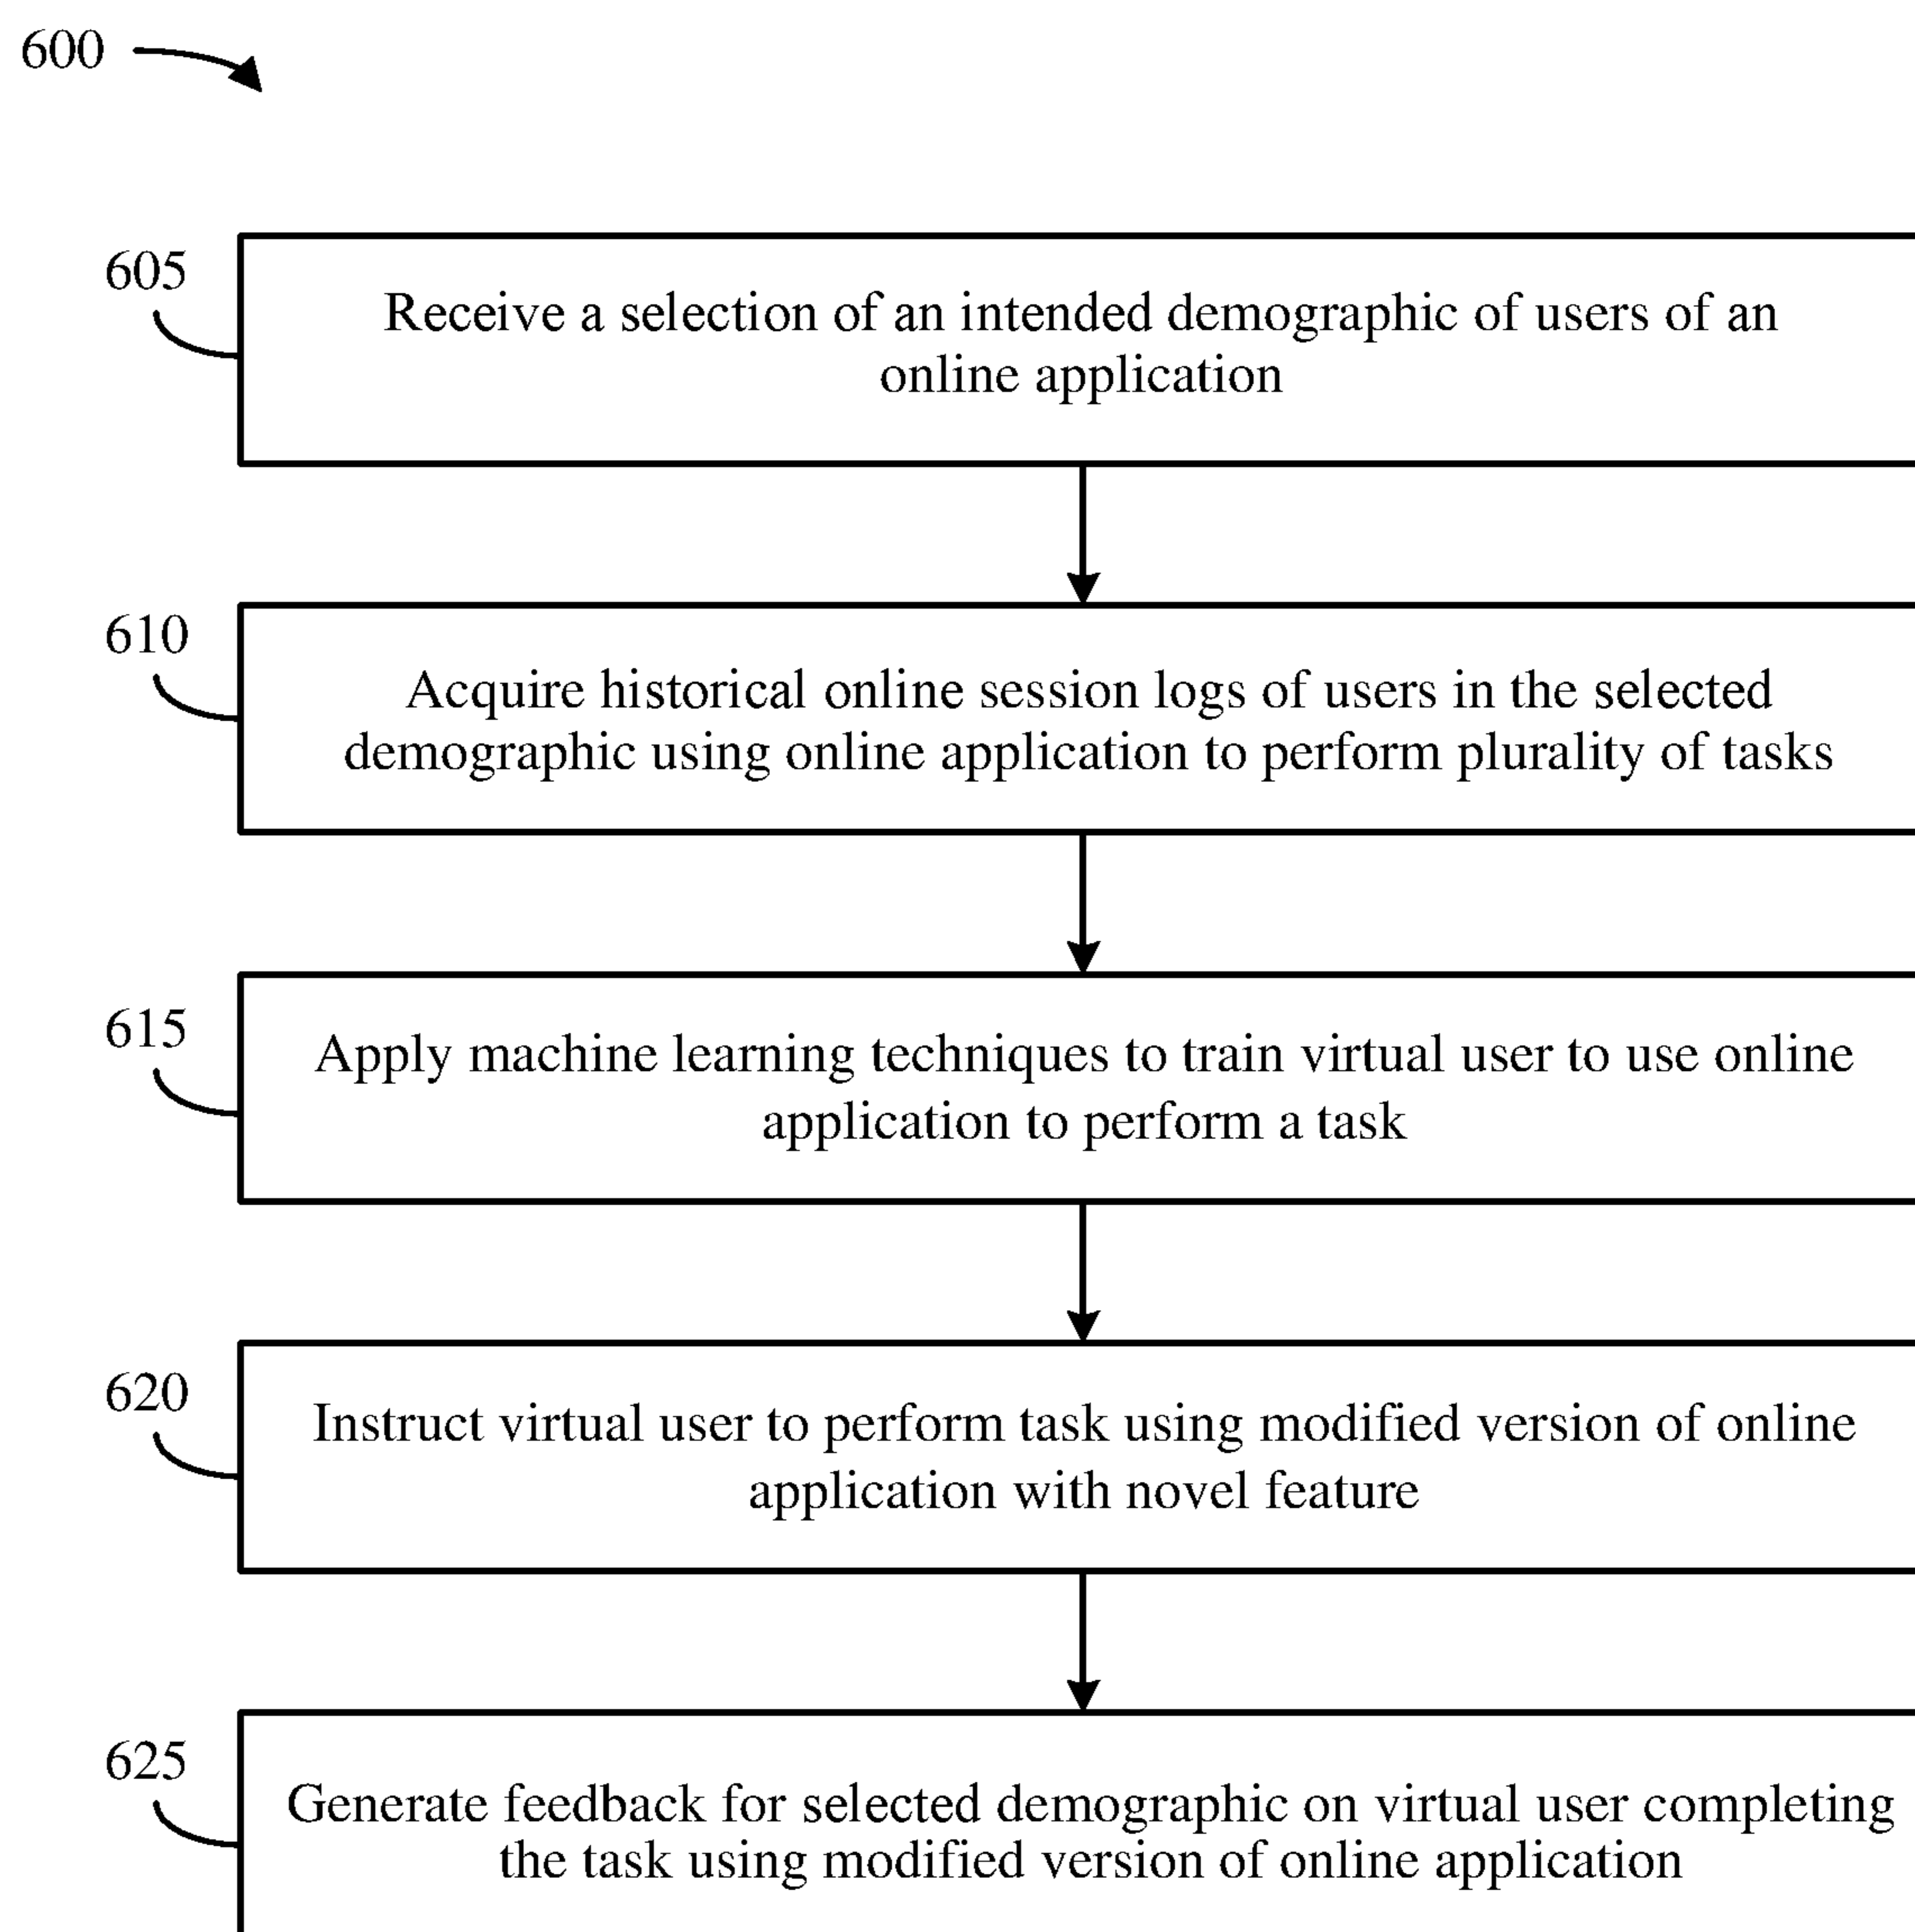 600
605
Receive a selection of an intended demographic of users of an
online application
610
Acquire historical online session logs of users in the selected
demographic using online application to perform plurality of tasks
615
Apply machine learning techniques to train virtual user to use online
application to perform a task
620
Instruct virtual user to perform task using modified version of online
application with novel feature
625
Generate feedback for selected demographic on virtual user completing
the task using modified version of online application